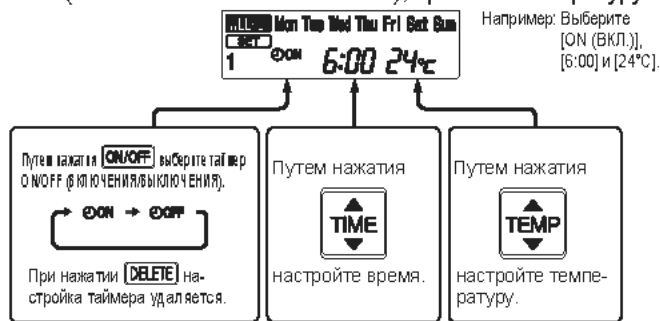 Mon Tue Wed Thu Fri Sat Sun
SET
1 ON 6:00 24°C
Например: Выберите
[ON (ВКЛ.)],
[6:00] и [24°C].
Путем нажатия ON/OFF выберите таймер
ON/OFF (ВКЛЮЧЕНИЯ/ВЫКЛЮЧЕНИЯ).
→ ON → OFF
При нажатии DELETE на-
стройка таймера удаляется.
Путем нажатия
TIME
настройте время.
Путем нажатия
TEMP
настройте темпе-
ратуру.